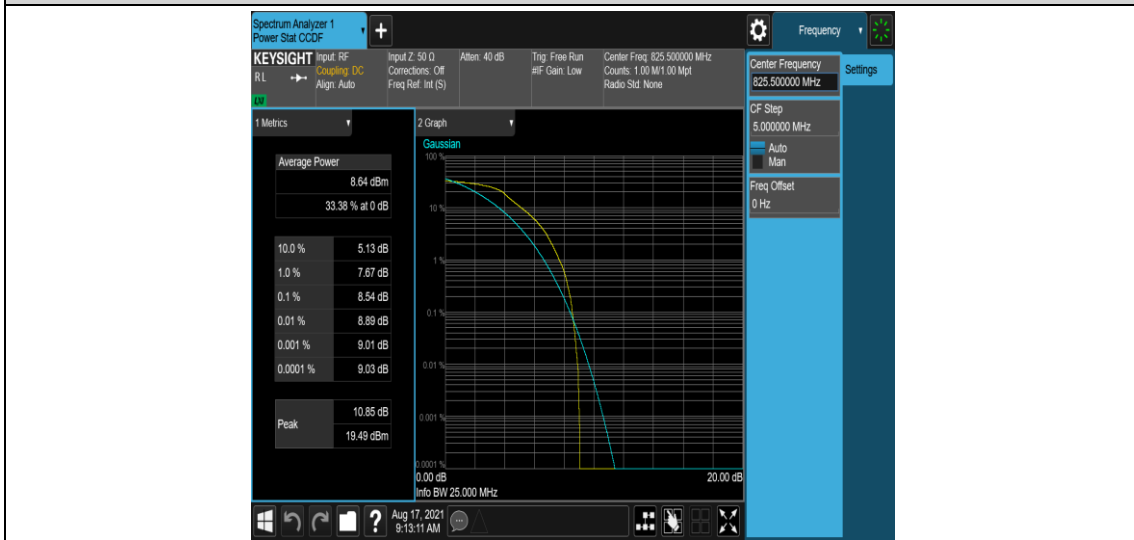 Spectrum Analyzer 1
Power Stat CCDF
+
Frequency
KEYSIGHT
RL
LXI
Input: RF
Coupling: DC
Align: Auto
Input Z: 50 Ω
Corrections: Off
Freq Ref: Int (S)
Atten: 40 dB
Trig: Free Run
#IF Gain: Low
Center Freq: 825.500000 MHz
Counts: 1.00 M/1.00 Mpt
Radio Std: None
Center Frequency
825.500000 MHz
Settings
CF Step
5.000000 MHz
Auto
Man
Freq Offset
0 Hz
1 Metrics
Average Power
8.64 dBm
33.38 % at 0 dB
10.0 % 5.13 dB
1.0 % 7.67 dB
0.1 % 8.54 dB
0.01 % 8.89 dB
0.001 % 9.01 dB
0.0001 % 9.03 dB
Peak
10.85 dB
19.49 dBm
2 Graph
Gaussian
100 %
10 %
1 %
0.1 %
0.01 %
0.001 %
0.0001 %
0.00 dB 20.00 dB
Info BW 25.000 MHz
?
Aug 17, 2021
9:13:11 AM